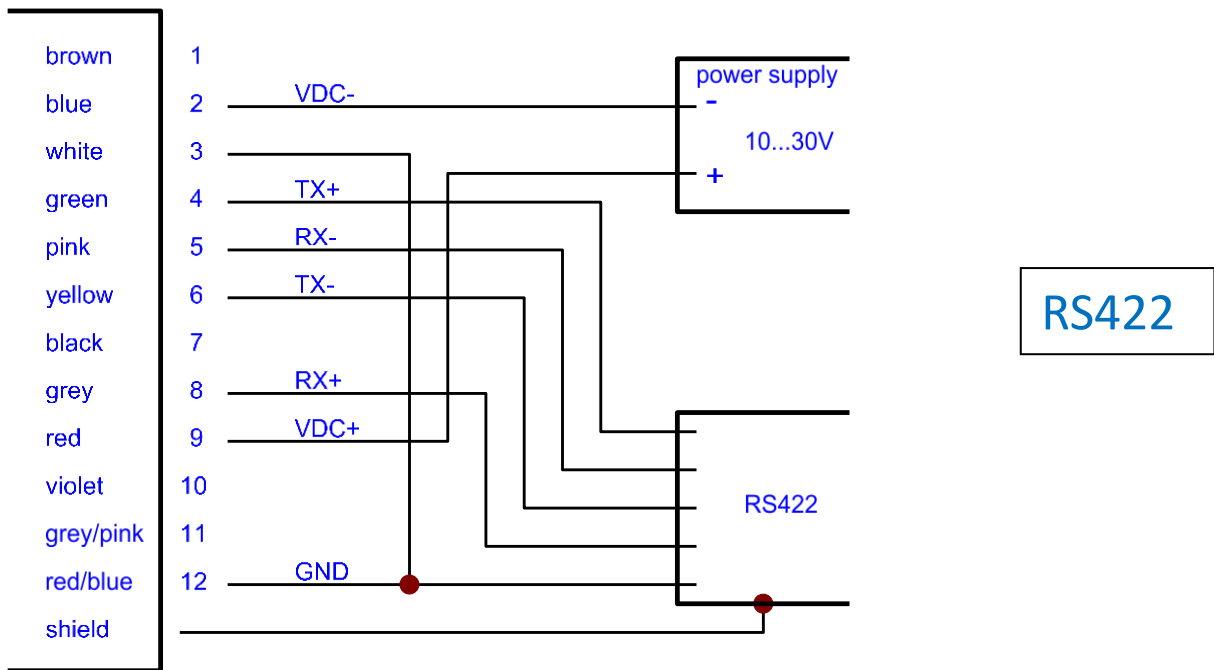 brown 1
power supply
blue 2 VDC- -
white 3 10...30V
green 4 TX+ +
pink 5 RX-
yellow 6 TX-
RS422
black 7
grey 8 RX+
red 9 VDC+
violet 10
RS422
grey/pink 11
red/blue 12 GND
shield